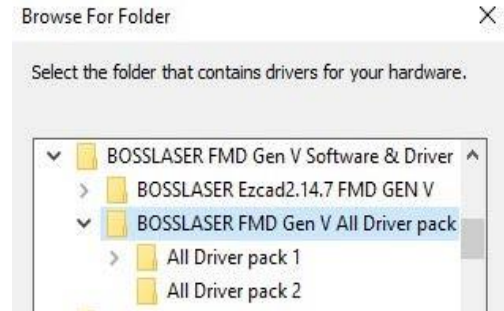 Browse For Folder
Select the folder that contains drivers for your hardware.
BOSSLASER FMD Gen V Software & Driver
BOSSLASER Ezcad2.14.7 FMD GEN V
BOSSLASER FMD Gen V All Driver pack
All Driver pack 1
All Driver pack 2